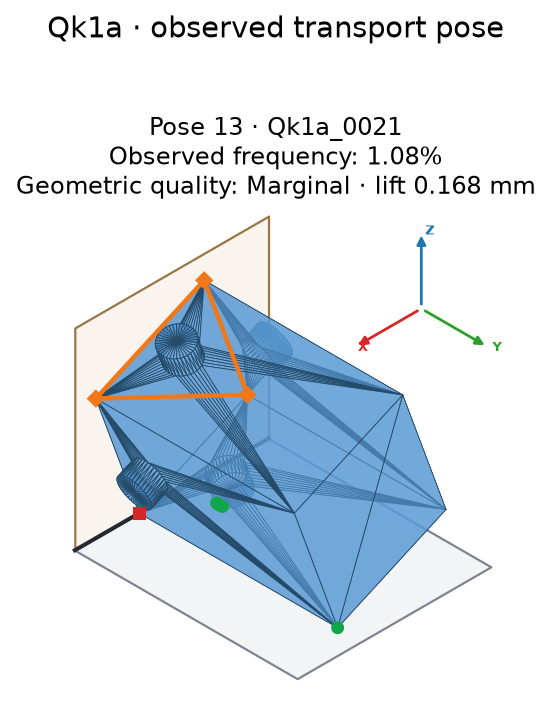 Qk1a · observed transport pose
Pose 13 · Qk1a_0021
Observed frequency: 1.08%
Geometric quality: Marginal · lift 0.168 mm
Z
X
Y